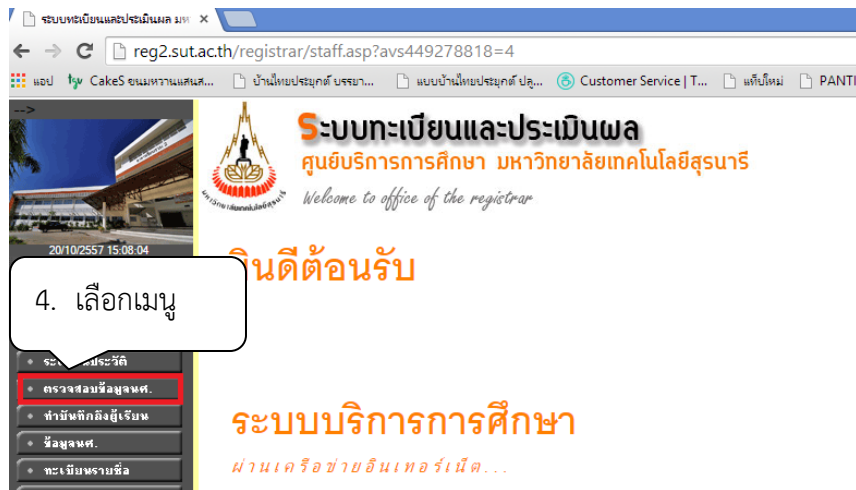 ระบบทะเบียนและประเมินผล มห
reg2.sut.ac.th/registrar/staff.asp?avs449278818=4
แอป CakeS ขนมหวานแสนส... บ้านไทยประยุกต์ บรรยา... แบบบ้านไทยประยุกต์ ปลู... Customer Service | T... แท็บใหม่ PANTI
-->
ระบบทะเบียนและประเมินผล
ศูนย์บริการการศึกษา มหาวิทยาลัยเทคโนโลยีสุรนารี
Welcome to office of the registrar
20/10/2557 15:08:04
ยินดีต้อนรับ
4. เลือกเมนู
ตรวจสอบข้อมูลนศ.
ทำบันทึกถึงผู้เรียน
ข้อมูลนศ.
ทะเบียนรายชื่อ
ระบบบริการการศึกษา
ผ่านเครือข่ายอินเทอร์เน็ต...